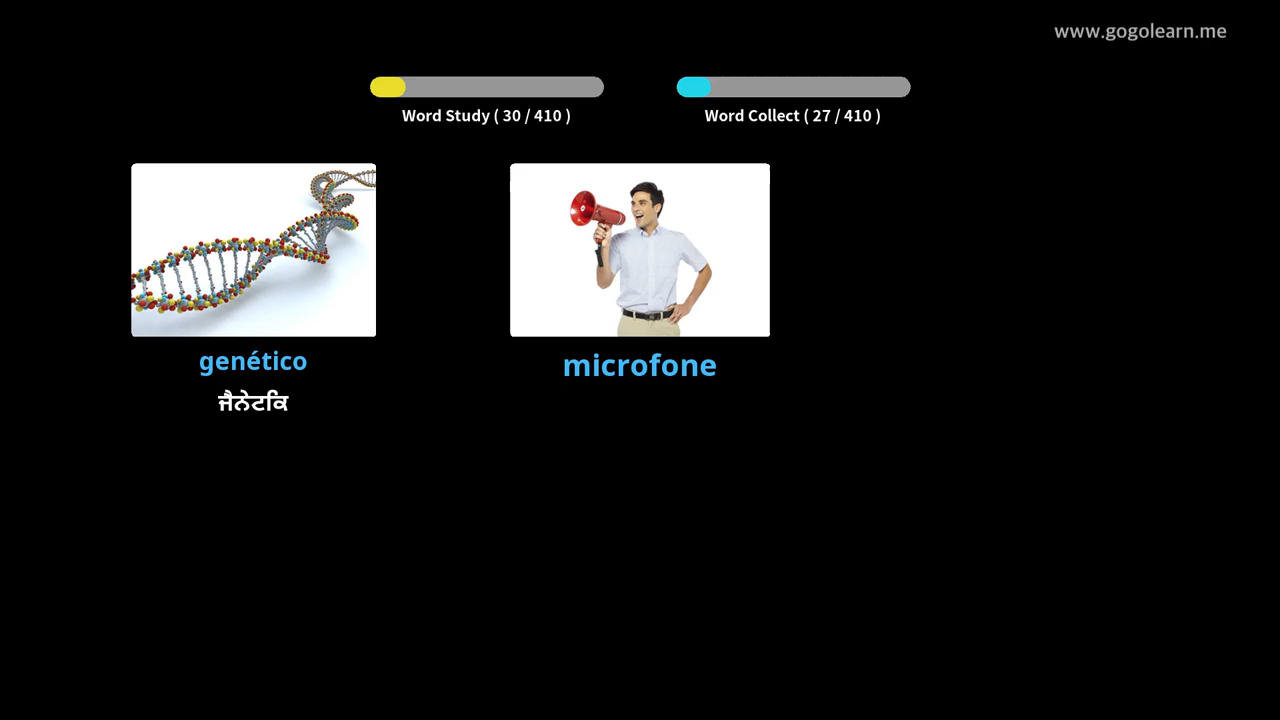 www.gogolearn.me
Word Study ( 30 / 410 )
Word Collect ( 27 / 410 )
genético
ਜੈਨੇਟਕਿ
microfone